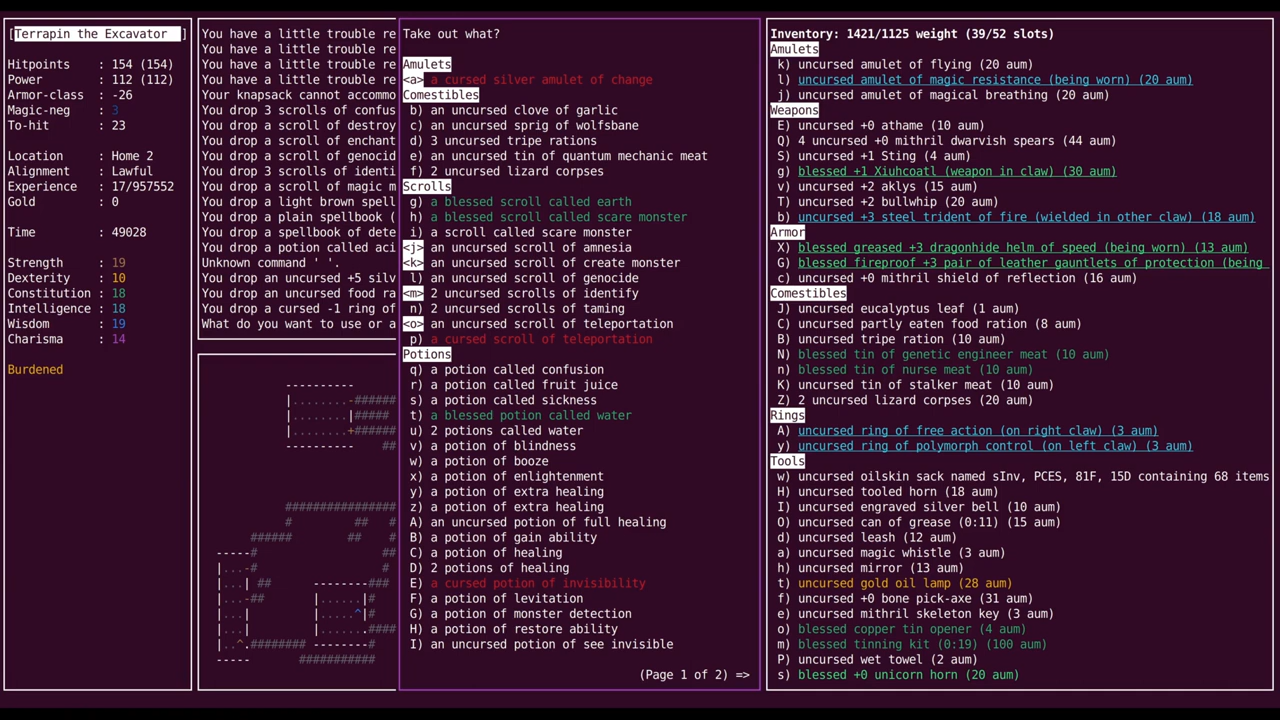 [Terrapin the Excavator ]
Hitpoints : 154 (154)
Power : 112 (112)
Armor-class : -26
Magic-neg : 3
To-hit : 23
Location : Home 2
Alignment : Lawful
Experience : 17/957552
Gold : 0
Time : 49028
Strength : 19
Dexterity : 10
Constitution : 18
Intelligence : 18
Wisdom : 19
Charisma : 14
Burdened
You have a little trouble re
You have a little trouble re
You have a little trouble re
You have a little trouble re
Your knapsack cannot accommo
You drop 3 scrolls of confus
You drop a scroll of destroy
You drop a scroll of enchant
You drop a scroll of genocid
You drop 3 scrolls of identi
You drop a scroll of magic m
You drop a light brown spell
You drop a plain spellbook (
You drop a spellbook of dete
You drop a potion called aci
Unknown command ' '.
You drop an uncursed +5 silv
You drop an uncursed food ra
You drop a cursed -1 ring of
What do you want to use or a
Take out what?
Amulets
<a> a cursed silver amulet of change
Comestibles
b) an uncursed clove of garlic
c) an uncursed sprig of wolfsbane
d) 3 uncursed tripe rations
e) an uncursed tin of quantum mechanic meat
f) 2 uncursed lizard corpses
Scrolls
g) a blessed scroll called earth
h) a blessed scroll called scare monster
i) a scroll called scare monster
<j> an uncursed scroll of amnesia
<k> an uncursed scroll of create monster
l) an uncursed scroll of genocide
<m> 2 uncursed scrolls of identify
n) 2 uncursed scrolls of taming
<o> an uncursed scroll of teleportation
p) a cursed scroll of teleportation
Potions
q) a potion called confusion
r) a potion called fruit juice
s) a potion called sickness
t) a blessed potion called water
u) 2 potions called water
v) a potion of blindness
w) a potion of booze
x) a potion of enlightenment
y) a potion of extra healing
z) a potion of extra healing
A) an uncursed potion of full healing
B) a potion of gain ability
C) a potion of healing
D) 2 potions of healing
E) a cursed potion of invisibility
F) a potion of levitation
G) a potion of monster detection
H) a potion of restore ability
I) an uncursed potion of see invisible
(Page 1 of 2) =>
Inventory: 1421/1125 weight (39/52 slots)
Amulets
k) uncursed amulet of flying (20 aum)
l) uncursed amulet of magic resistance (being worn) (20 aum)
j) uncursed amulet of magical breathing (20 aum)
Weapons
E) uncursed +0 athame (10 aum)
Q) 4 uncursed +0 mithril dwarvish spears (44 aum)
S) uncursed +1 Sting (4 aum)
g) blessed +1 Xiuhcoatl (weapon in claw) (30 aum)
v) uncursed +2 aklys (15 aum)
T) uncursed +2 bullwhip (20 aum)
b) uncursed +3 steel trident of fire (wielded in other claw) (18 aum)
Armor
X) blessed greased +3 dragonhide helm of speed (being worn) (13 aum)
G) blessed fireproof +3 pair of leather gauntlets of protection (being
c) uncursed +0 mithril shield of reflection (16 aum)
Comestibles
J) uncursed eucalyptus leaf (1 aum)
C) uncursed partly eaten food ration (8 aum)
B) uncursed tripe ration (10 aum)
N) blessed tin of genetic engineer meat (10 aum)
n) blessed tin of nurse meat (10 aum)
K) uncursed tin of stalker meat (10 aum)
Z) 2 uncursed lizard corpses (20 aum)
Rings
A) uncursed ring of free action (on right claw) (3 aum)
y) uncursed ring of polymorph control (on left claw) (3 aum)
Tools
w) uncursed oilskin sack named sInv, PCES, 81F, 15D containing 68 items
H) uncursed tooled horn (18 aum)
I) uncursed engraved silver bell (10 aum)
O) uncursed can of grease (0:11) (15 aum)
d) uncursed leash (12 aum)
a) uncursed magic whistle (3 aum)
h) uncursed mirror (13 aum)
t) uncursed gold oil lamp (28 aum)
f) uncursed +0 bone pick-axe (31 aum)
e) uncursed mithril skeleton key (3 aum)
o) blessed copper tin opener (4 aum)
m) blessed tinning kit (0:19) (100 aum)
P) uncursed wet towel (2 aum)
s) blessed +0 unicorn horn (20 aum)